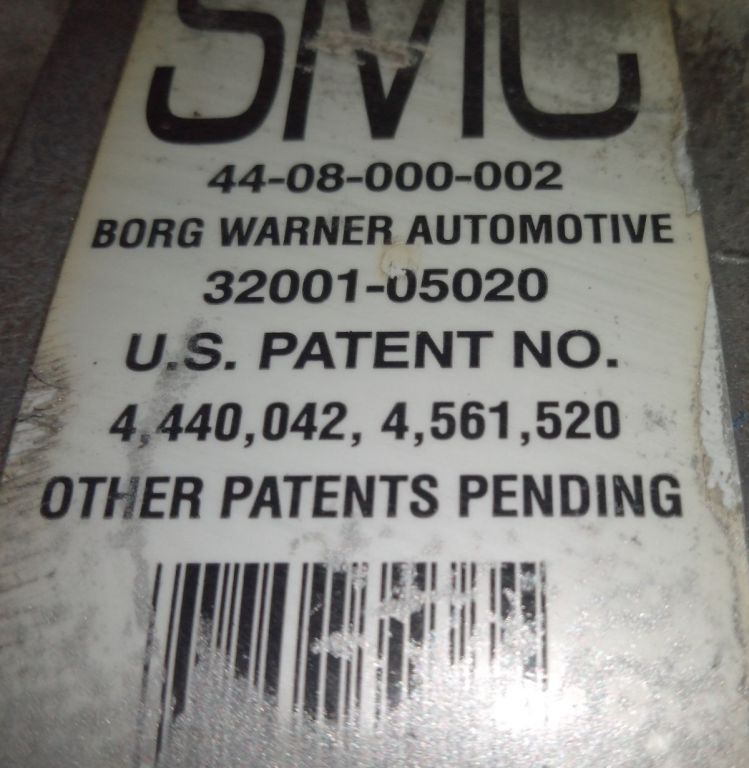 SMC
44-08-000-002
BORG WARNER AUTOMOTIVE
32001-05020
U.S. PATENT NO.
4,440,042, 4,561,520
OTHER PATENTS PENDING